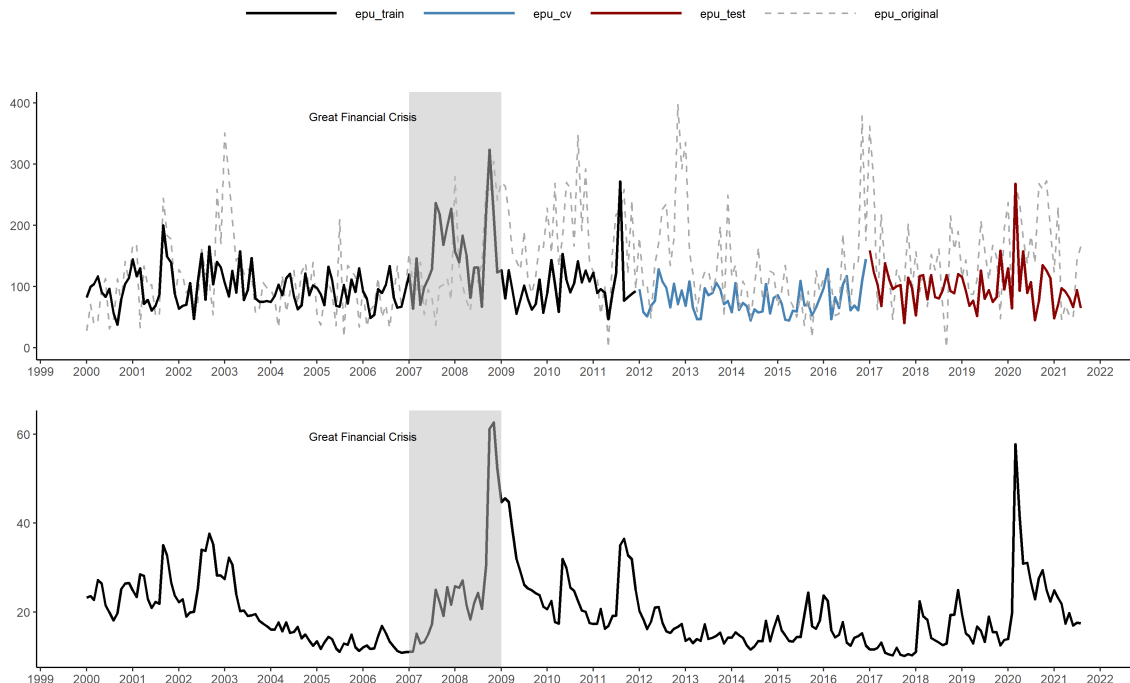 epu_train epu_cv epu_test epu_original
400
Great Financial Crisis
300
200
100
0
1999 2000 2001 2002 2003 2004 2005 2006 2007 2008 2009 2010 2011 2012 2013 2014 2015 2016 2017 2018 2019 2020 2021 2022
60
Great Financial Crisis
40
20
1999 2000 2001 2002 2003 2004 2005 2006 2007 2008 2009 2010 2011 2012 2013 2014 2015 2016 2017 2018 2019 2020 2021 2022